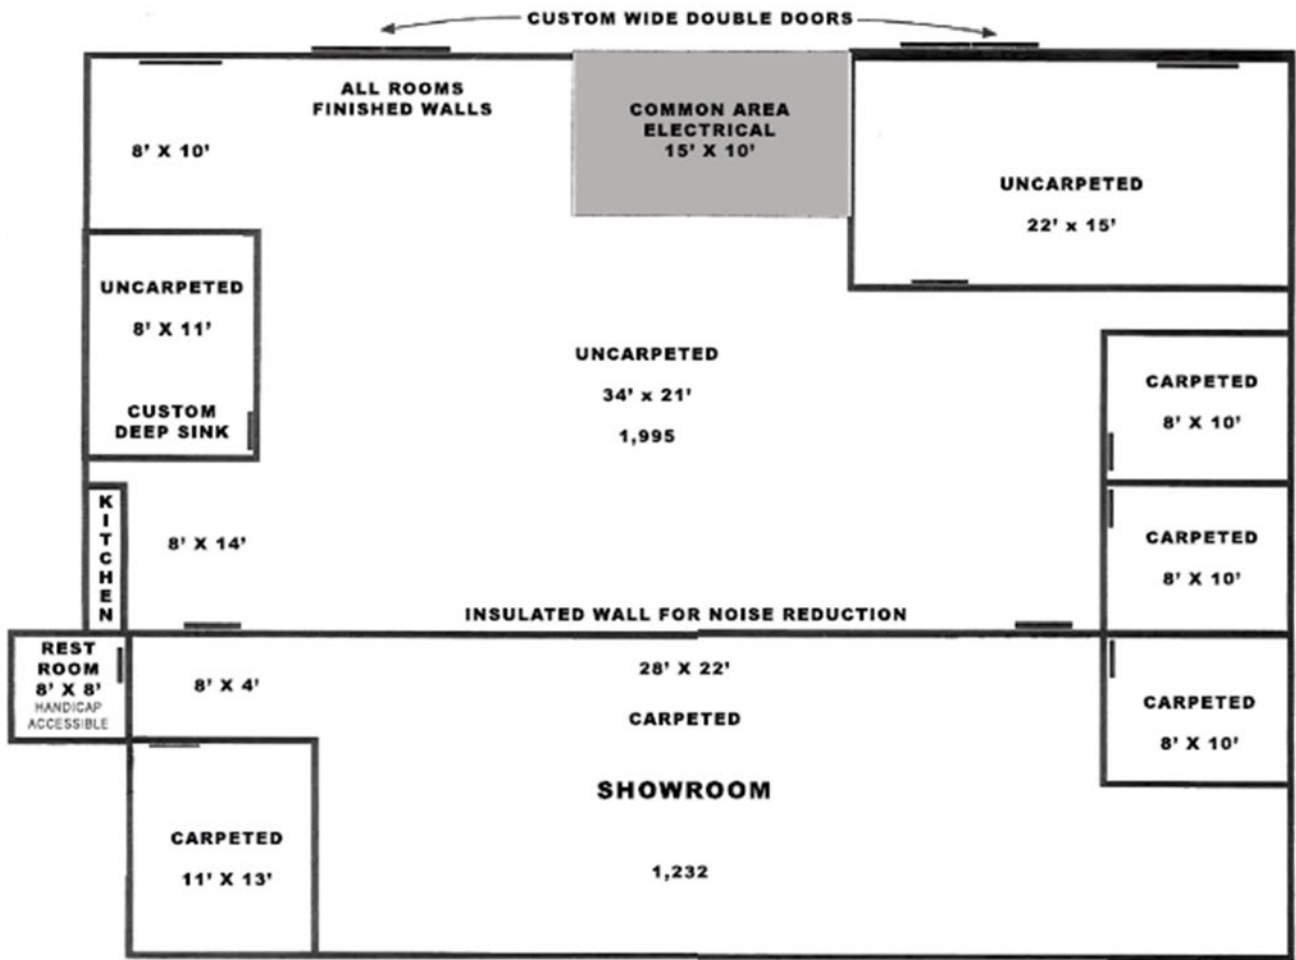 CUSTOM WIDE DOUBLE DOORS
ALL ROOMS
FINISHED WALLS
COMMON AREA
ELECTRICAL
15' X 10'
8' X 10'
UNCARPETED
22' x 15'
UNCARPETED
8' X 11'
CUSTOM
DEEP SINK
UNCARPETED
34' x 21'
1,995
CARPETED
8' X 10'
KITCHEN
8' X 14'
CARPETED
8' X 10'
INSULATED WALL FOR NOISE REDUCTION
REST
ROOM
8' X 8'
HANDICAP
ACCESSIBLE
8' X 4'
28' X 22'
CARPETED
SHOWROOM
1,232
CARPETED
8' X 10'
CARPETED
11' X 13'